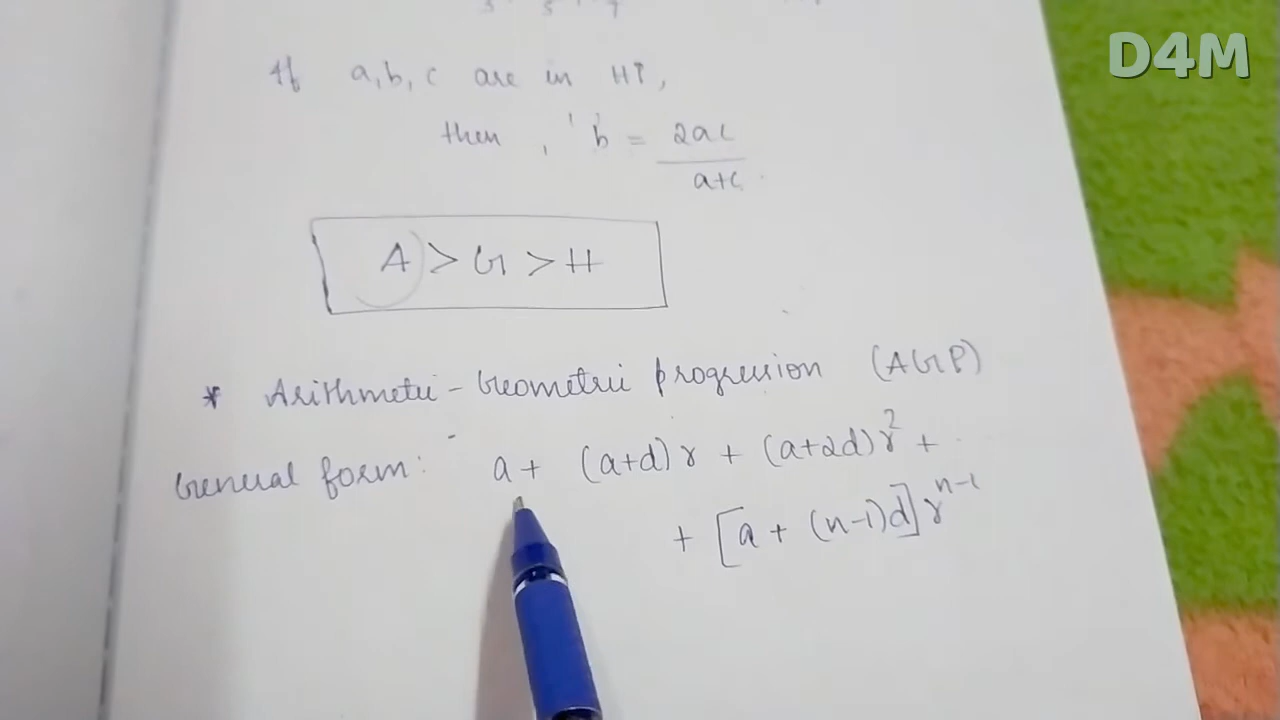 D4M
If a, b, c are in HP,
then , b = 2ac / a+c
A > G > H
* Arithmetic - Geometric progression (AGP)
General form: a + (a+d) r + (a+2d) r² +
+ [a + (n-1)d] r^{n-1}